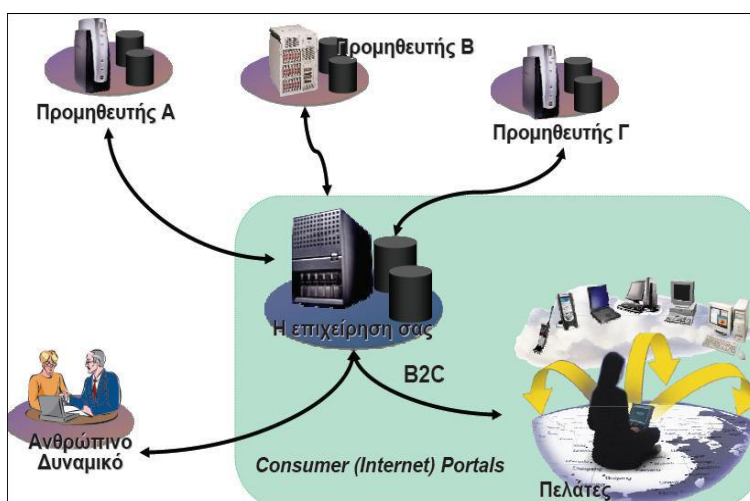 Προμηθευτής Β
Προμηθευτής Α
Προμηθευτής Γ
Η επιχείρηση σας
B2C
Ανθρώπινο
Δυναμικό
Consumer (Internet) Portals
Πελάτες